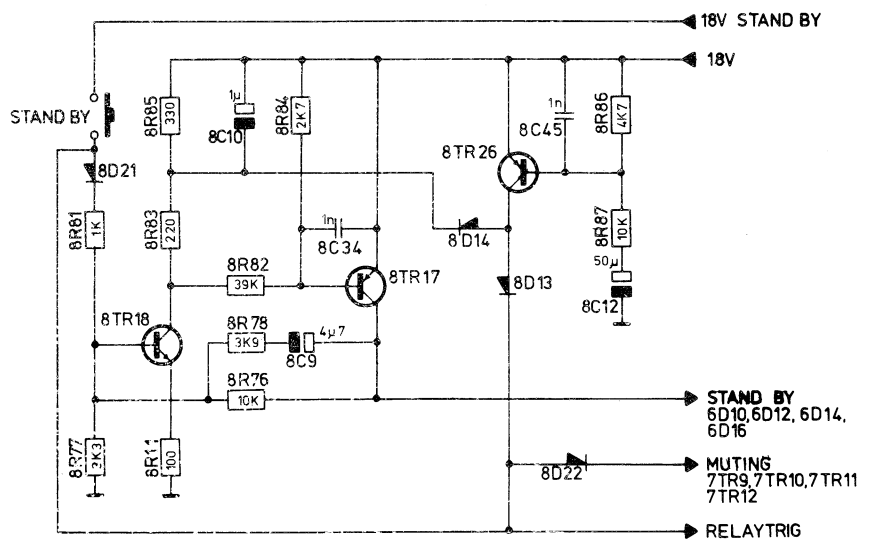 18V STAND BY
18V
STAND BY
8R85
330
1μ
8C10
8R84
2K7
1n
8C45
8R86
4K7
8TR26
8D21
8R81
1K
8R83
220
1n
8C34
8D14
8R87
10K
50μ
8C12
8R82
39K
8TR17
8D13
8TR18
8R78
3K9
4μ7
8C9
8R76
10K
STAND BY
6D10,6D12, 6D14,
6D16
8R77
8R11
100
8D22
MUTING
7TR9,7TR10,7TR11
7TR12
RELAYTRIG